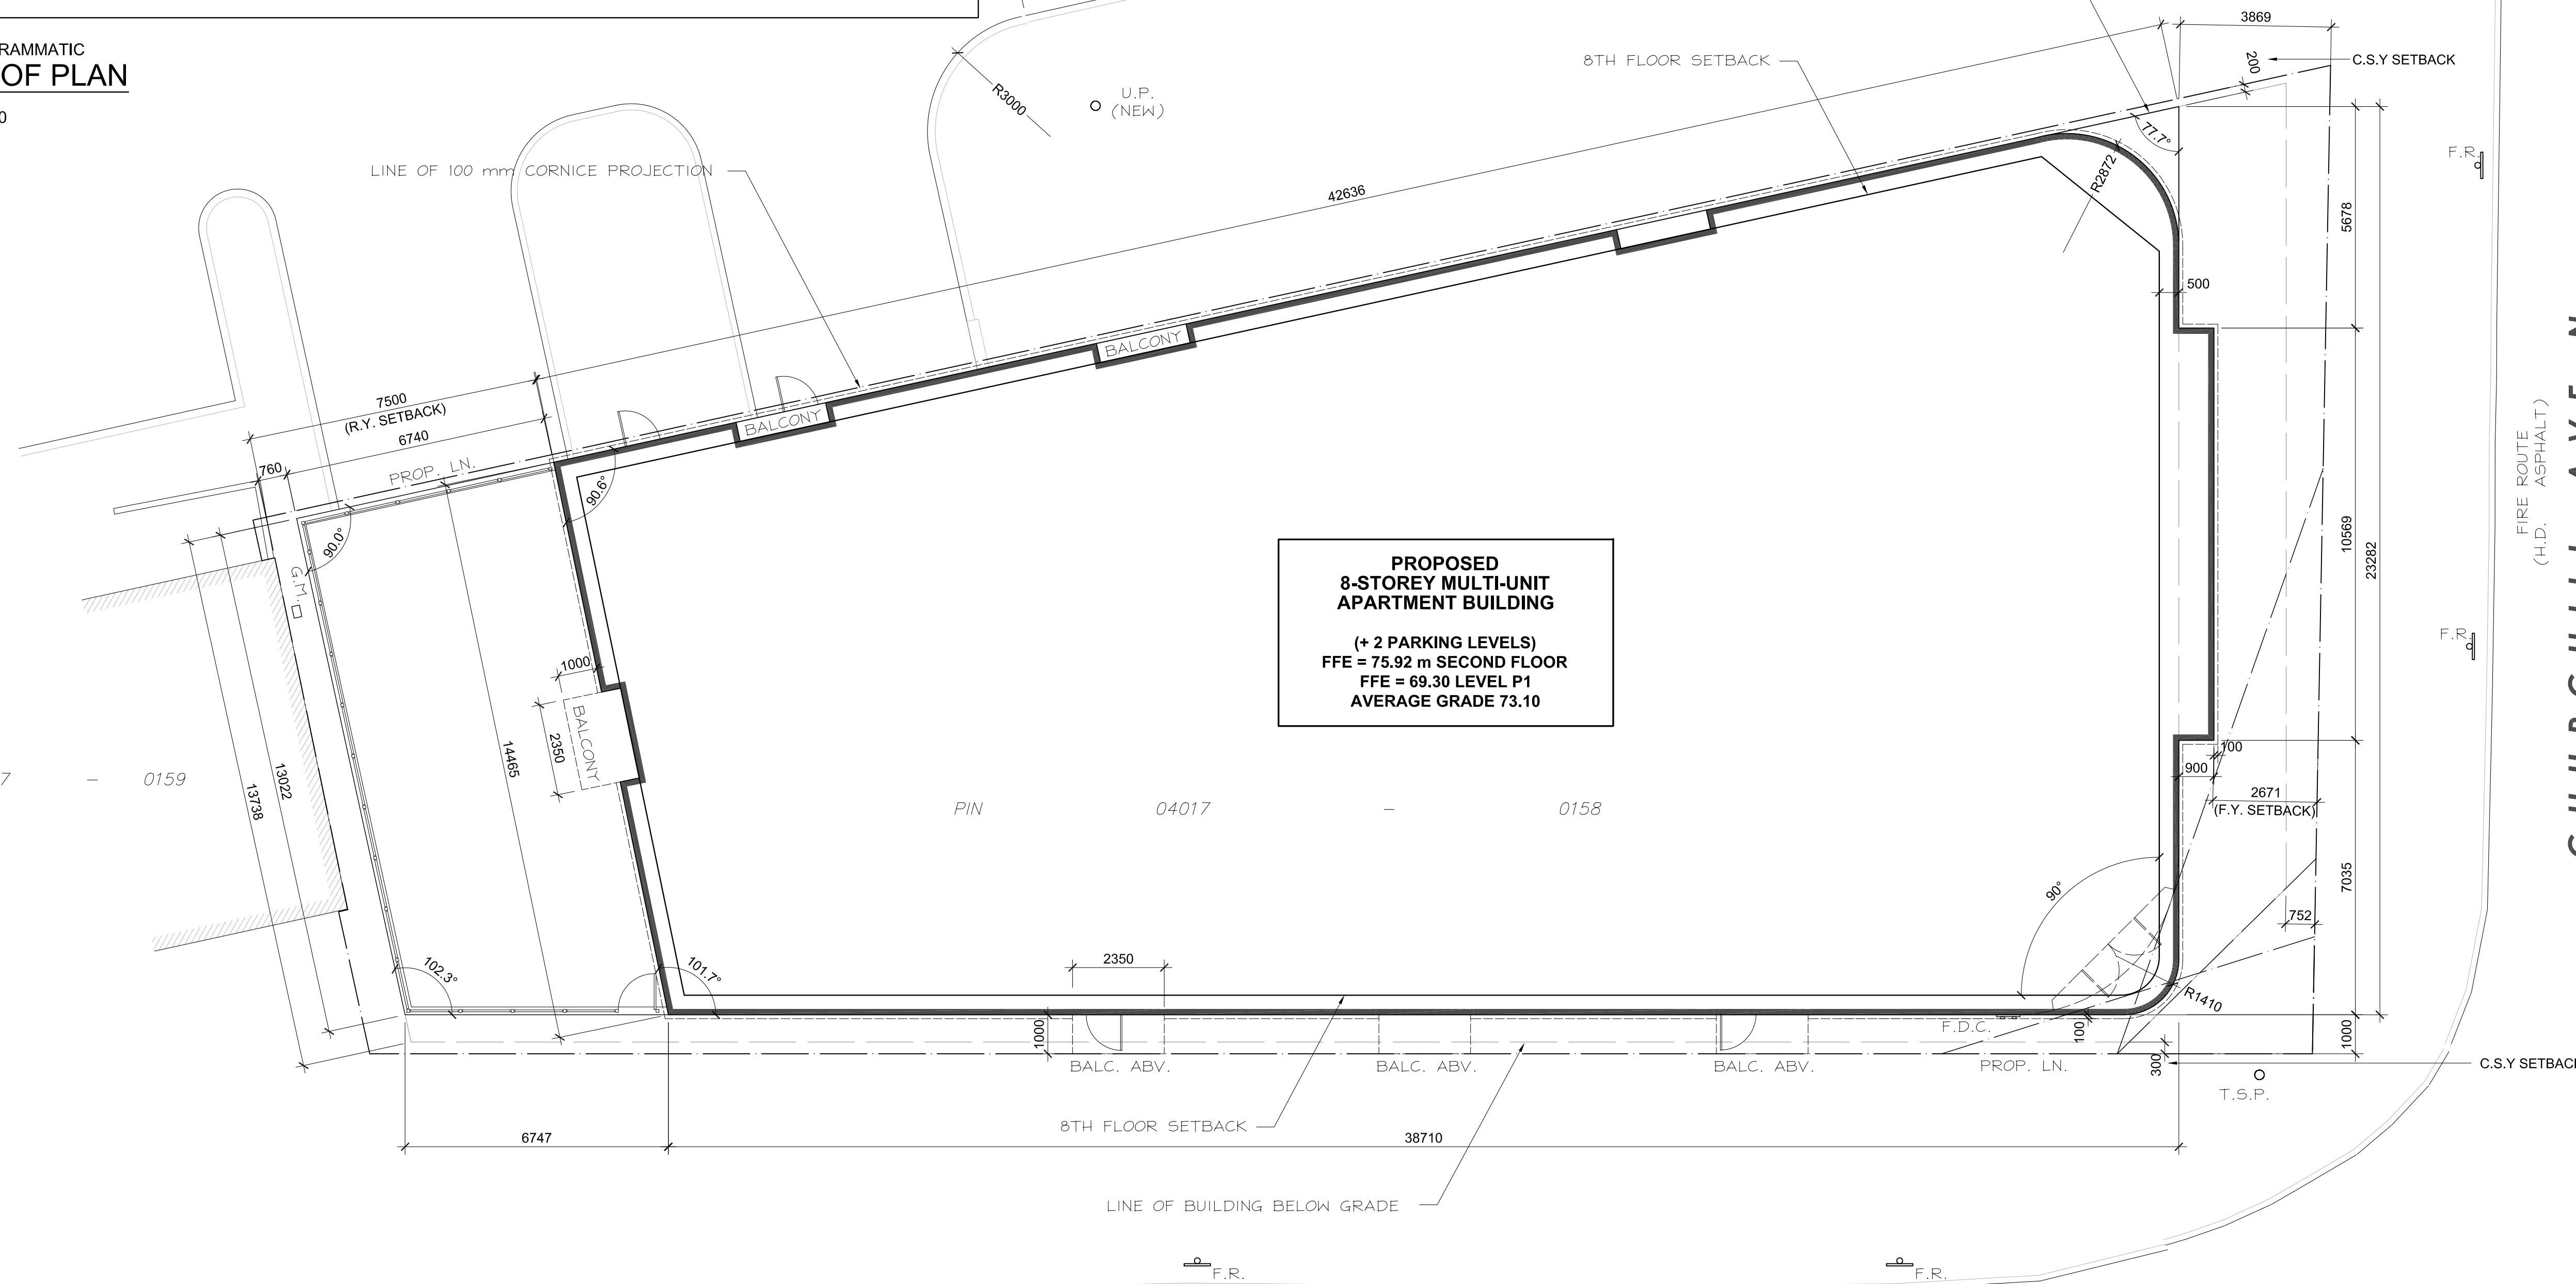 RAMMATIC
OF PLAN
0
LINE OF 100 mm CORNICE PROJECTION
R3000
U.P.
(NEW)
8TH FLOOR SETBACK
3869
200
C.S.Y SETBACK
77.7°
R2872
F.R.
42636
5678
500
7500
(R.Y. SETBACK)
6740
760
PROP. LN.
BALCONY
BALCONY
90.6°
90.0°
G.M.
FIRE ROUTE
(H.D. ASPHALT)
CHURCHILL AVE N
10569
23282
PROPOSED
8-STOREY MULTI-UNIT
APARTMENT BUILDING
(+ 2 PARKING LEVELS)
FFE = 75.92 m SECOND FLOOR
FFE = 69.30 LEVEL P1
AVERAGE GRADE 73.10
F.R.
1000
BALCONY
2350
14465
13022
13738
7 - 0159
PIN 04017 - 0158
100
900
2671
(F.Y. SETBACK)
7035
90°
752
102.3°
101.7°
2350
1000
R1410
F.D.C.
100
1000
300
BALC. ABV.
BALC. ABV.
BALC. ABV.
PROP. LN.
C.S.Y SETBACK
T.S.P.
8TH FLOOR SETBACK
6747
38710
LINE OF BUILDING BELOW GRADE
F.R.
F.R.